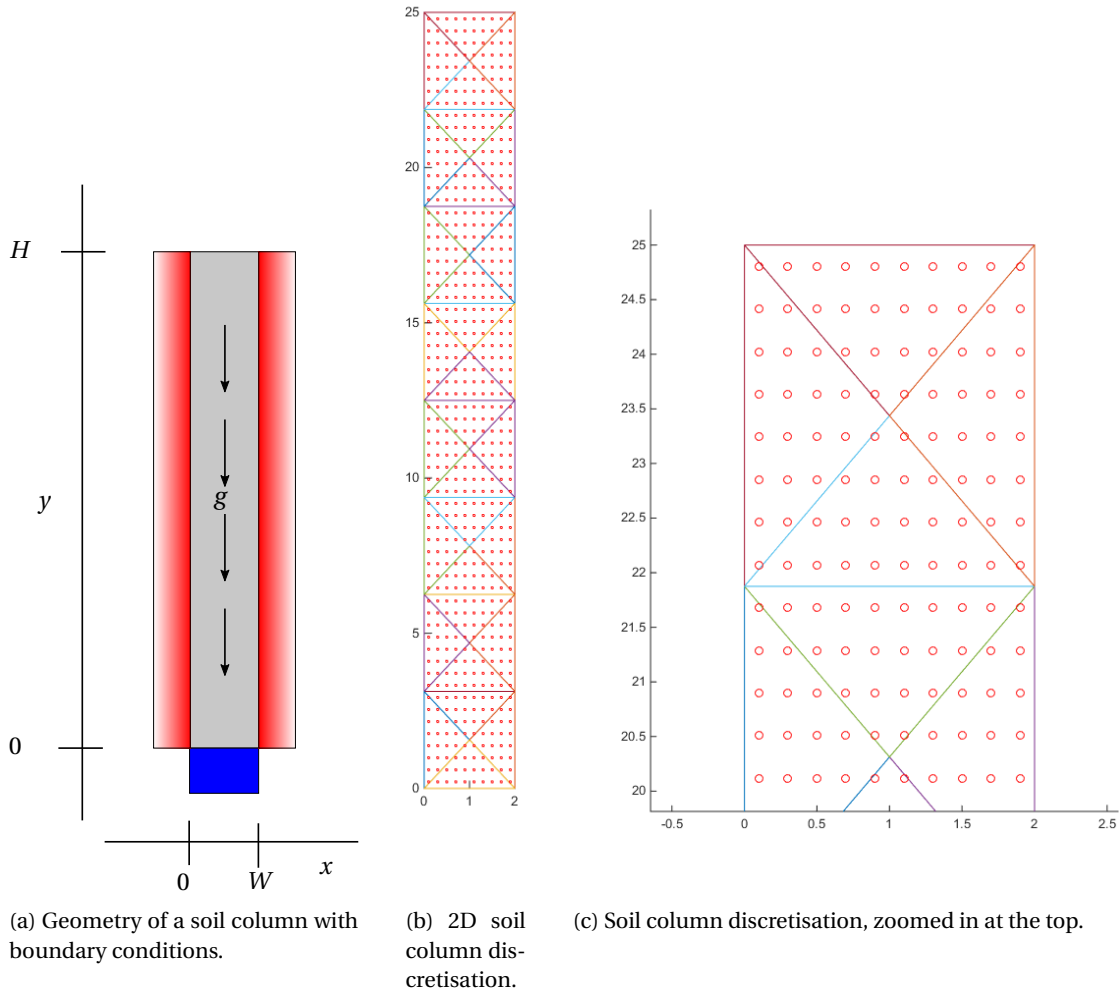 H
y
g
0
0
W
x
25
20
15
10
5
0
0
1
2
25
24.5
24
23.5
23
22.5
22
21.5
21
20.5
20
-0.5
0
0.5
1
1.5
2
2.5
(a) Geometry of a soil column with
boundary conditions.
(b) 2D soil
column dis-
cretisation.
(c) Soil column discretisation, zoomed in at the top.